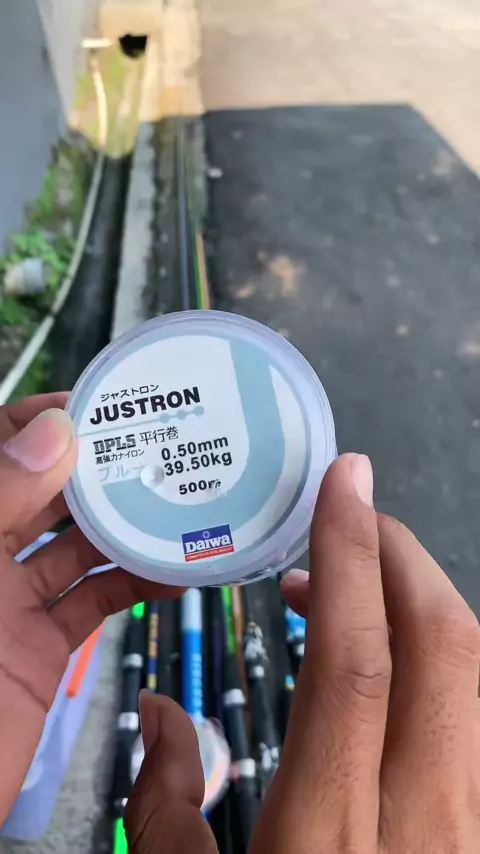 ジャストロン
JUSTRON
DPLS 平行巻
高強力ナイロン 0.50mm
ブルー 39.50kg
500m
Daiwa